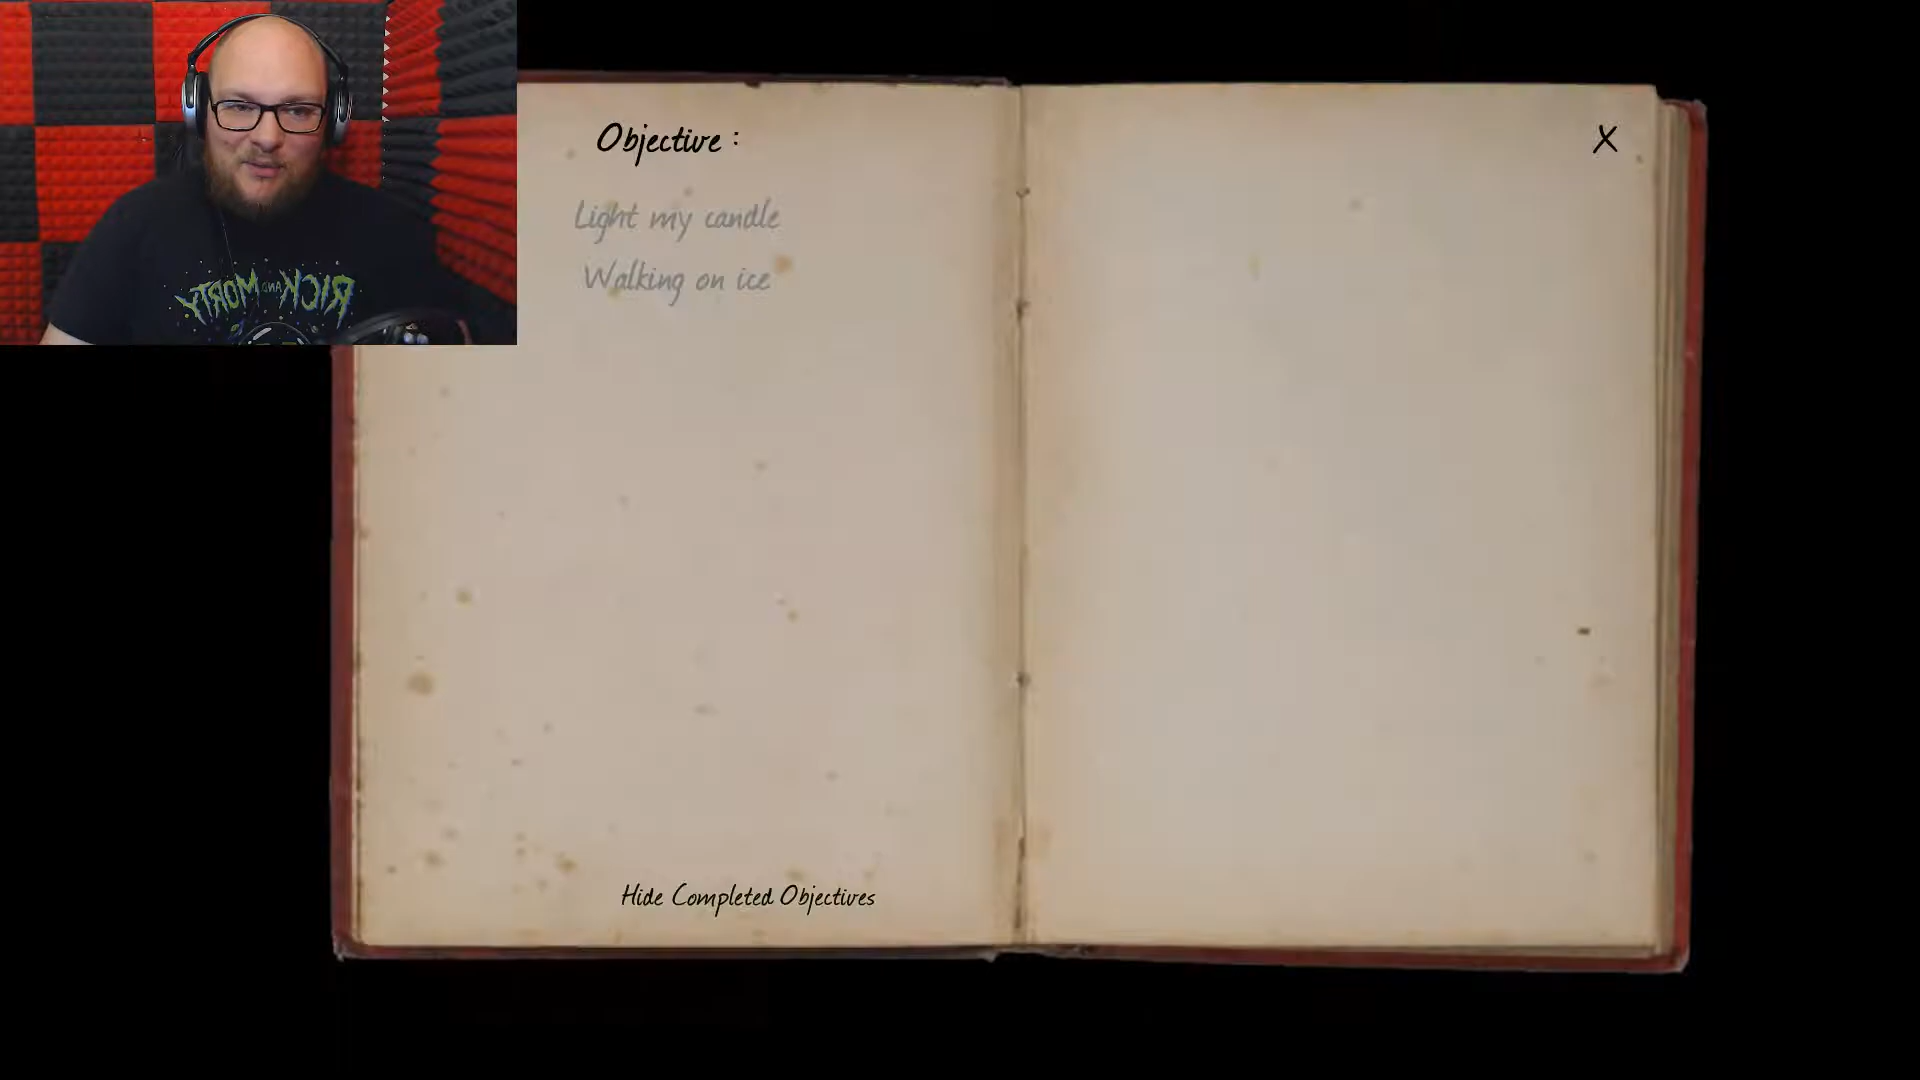 RICK AND MORTY
Objective :
X
Light my candle
Walking on ice
Hide Completed Objectives